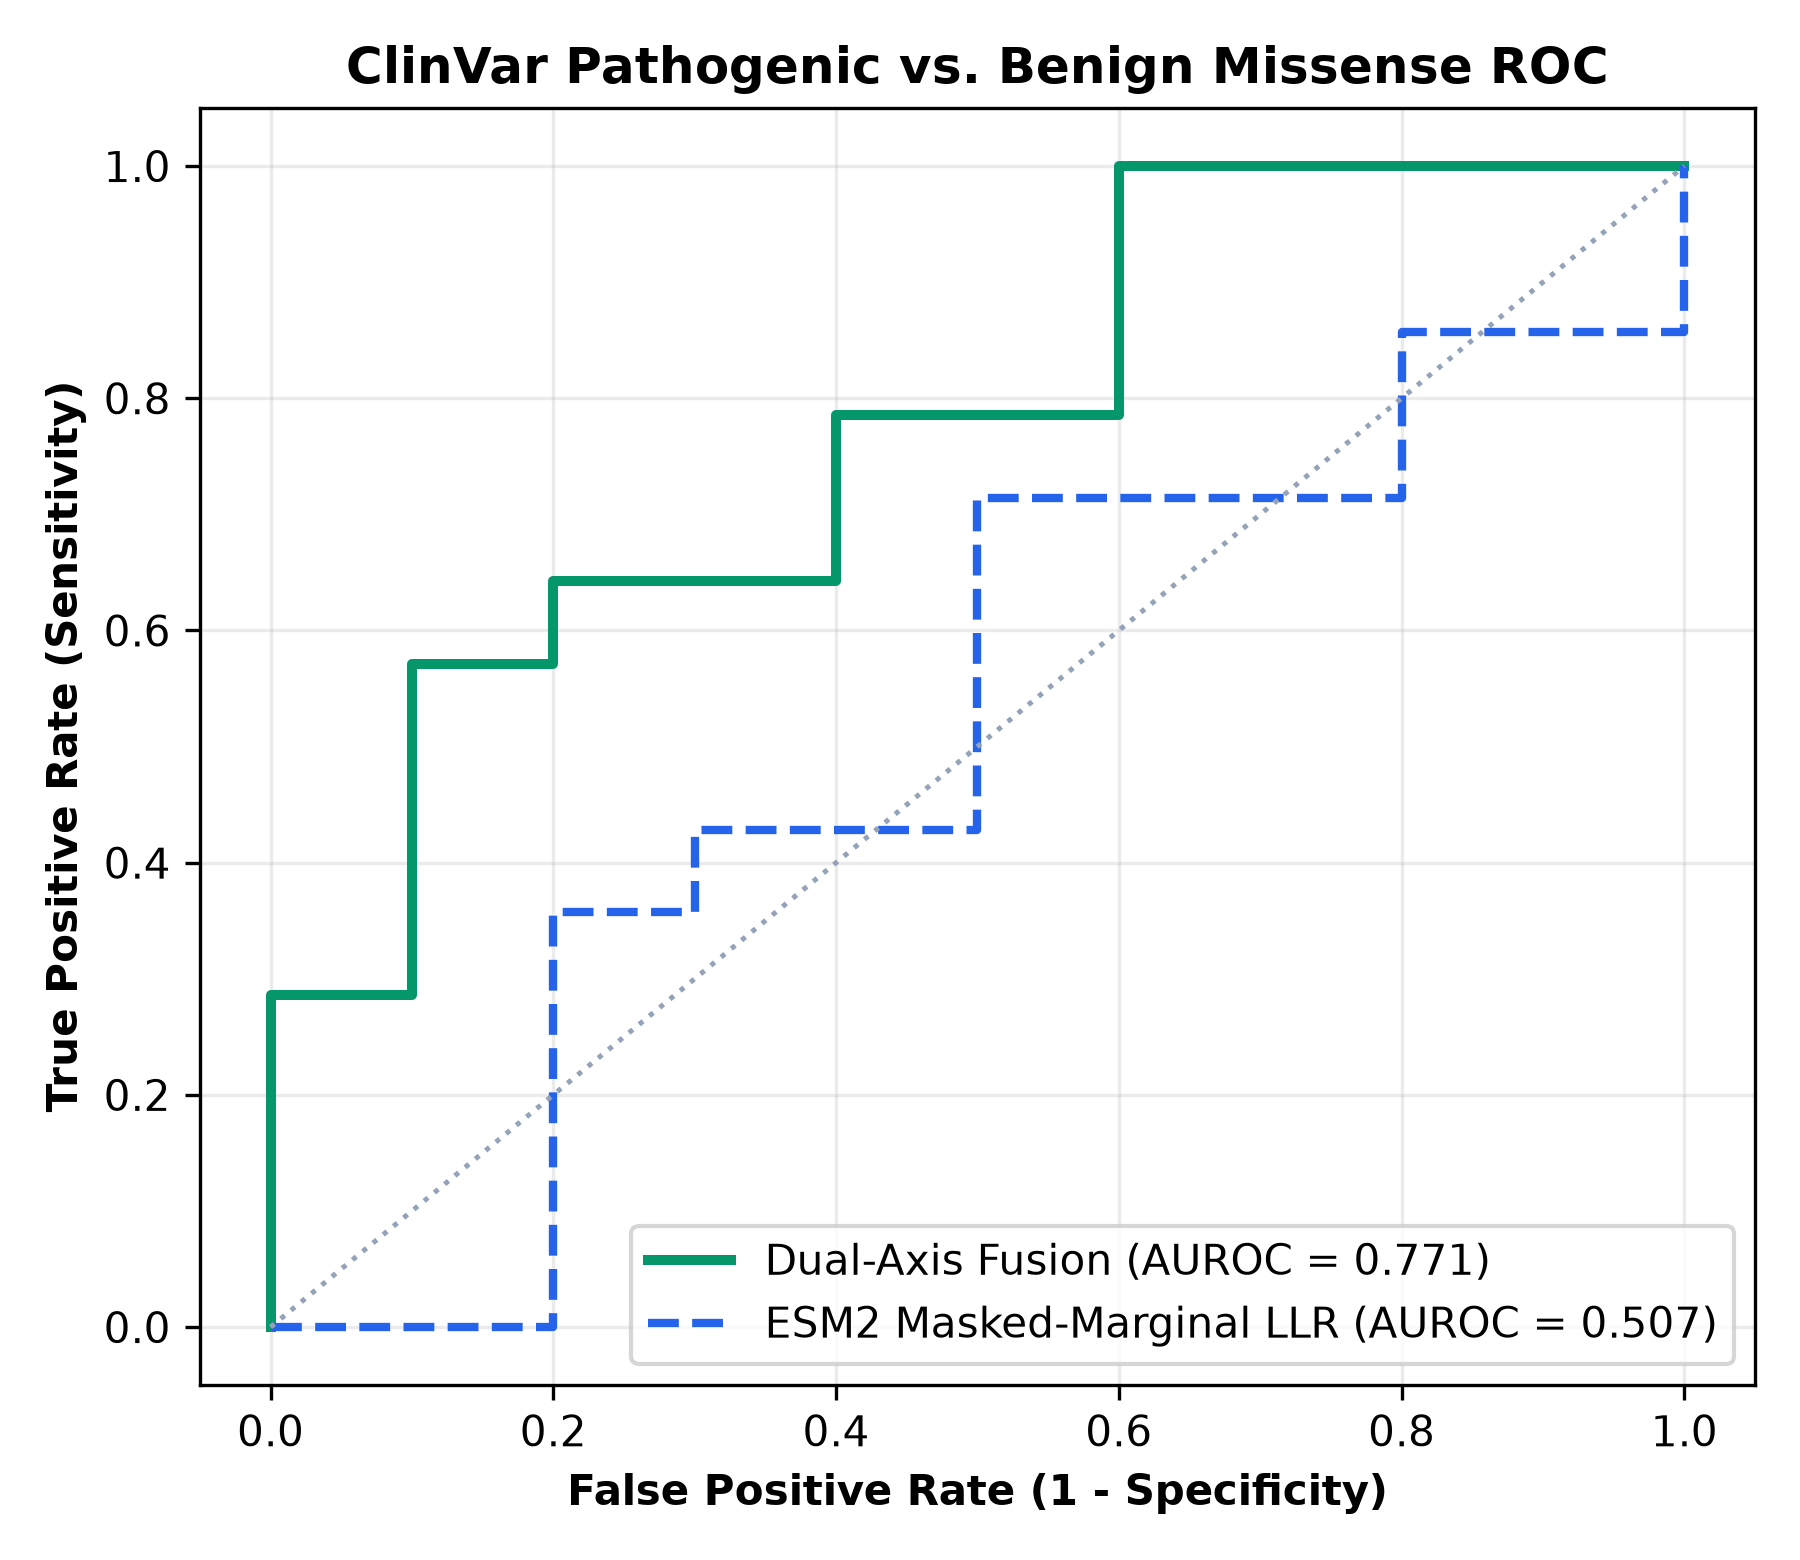 ClinVar Pathogenic vs. Benign Missense ROC
True Positive Rate (Sensitivity)
1.0
0.8
0.6
0.4
0.2
0.0
Dual-Axis Fusion (AUROC = 0.771)
ESM2 Masked-Marginal LLR (AUROC = 0.507)
0.0 0.2 0.4 0.6 0.8 1.0
False Positive Rate (1 - Specificity)